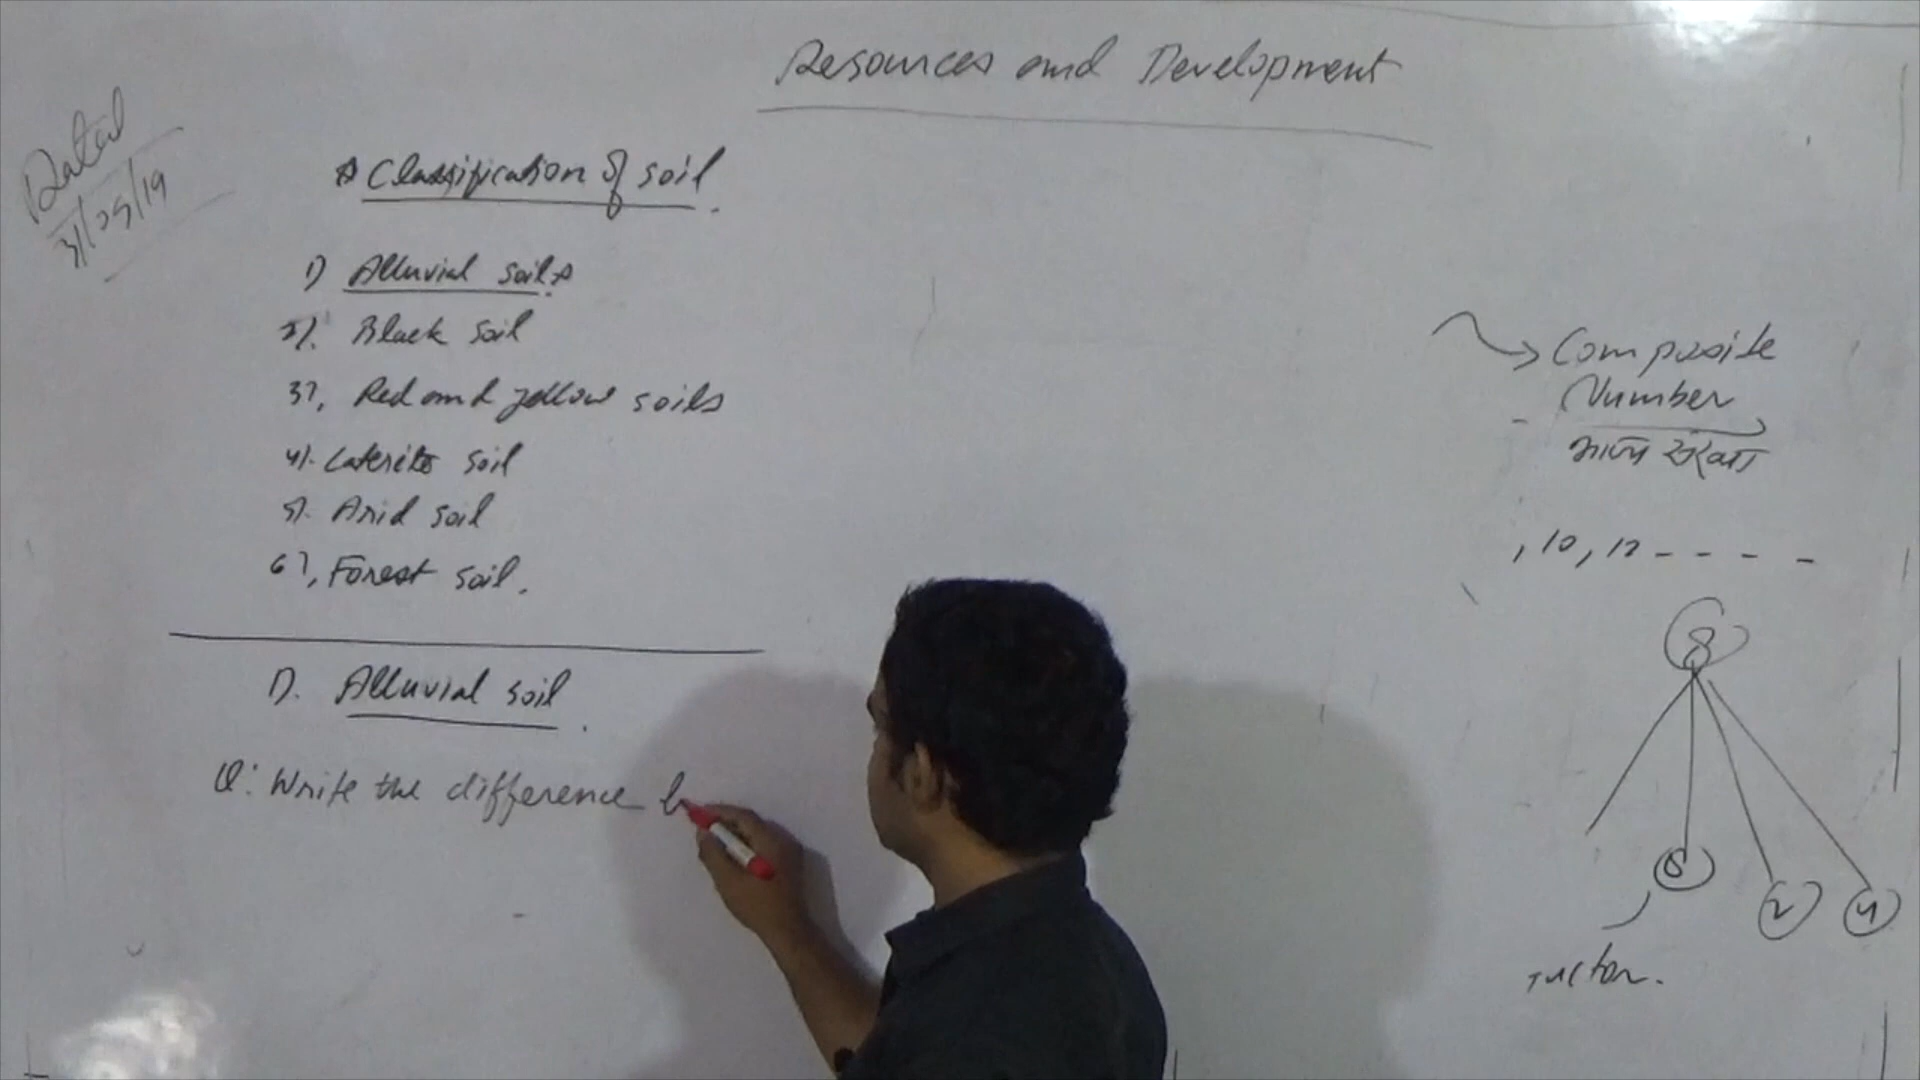 Resources and Development
Dated
31/05/19
Classification of soil
1) Alluvial soils
2). Black soil
3), Red and yellow soils
4). Laterite soil
5). Arid soil
6), Forest soil.
1). Alluvial soil
Q: Write the difference b
Composite
Number
भाज्य संख्या
, 10, 12 - - - -
8
8
2
4